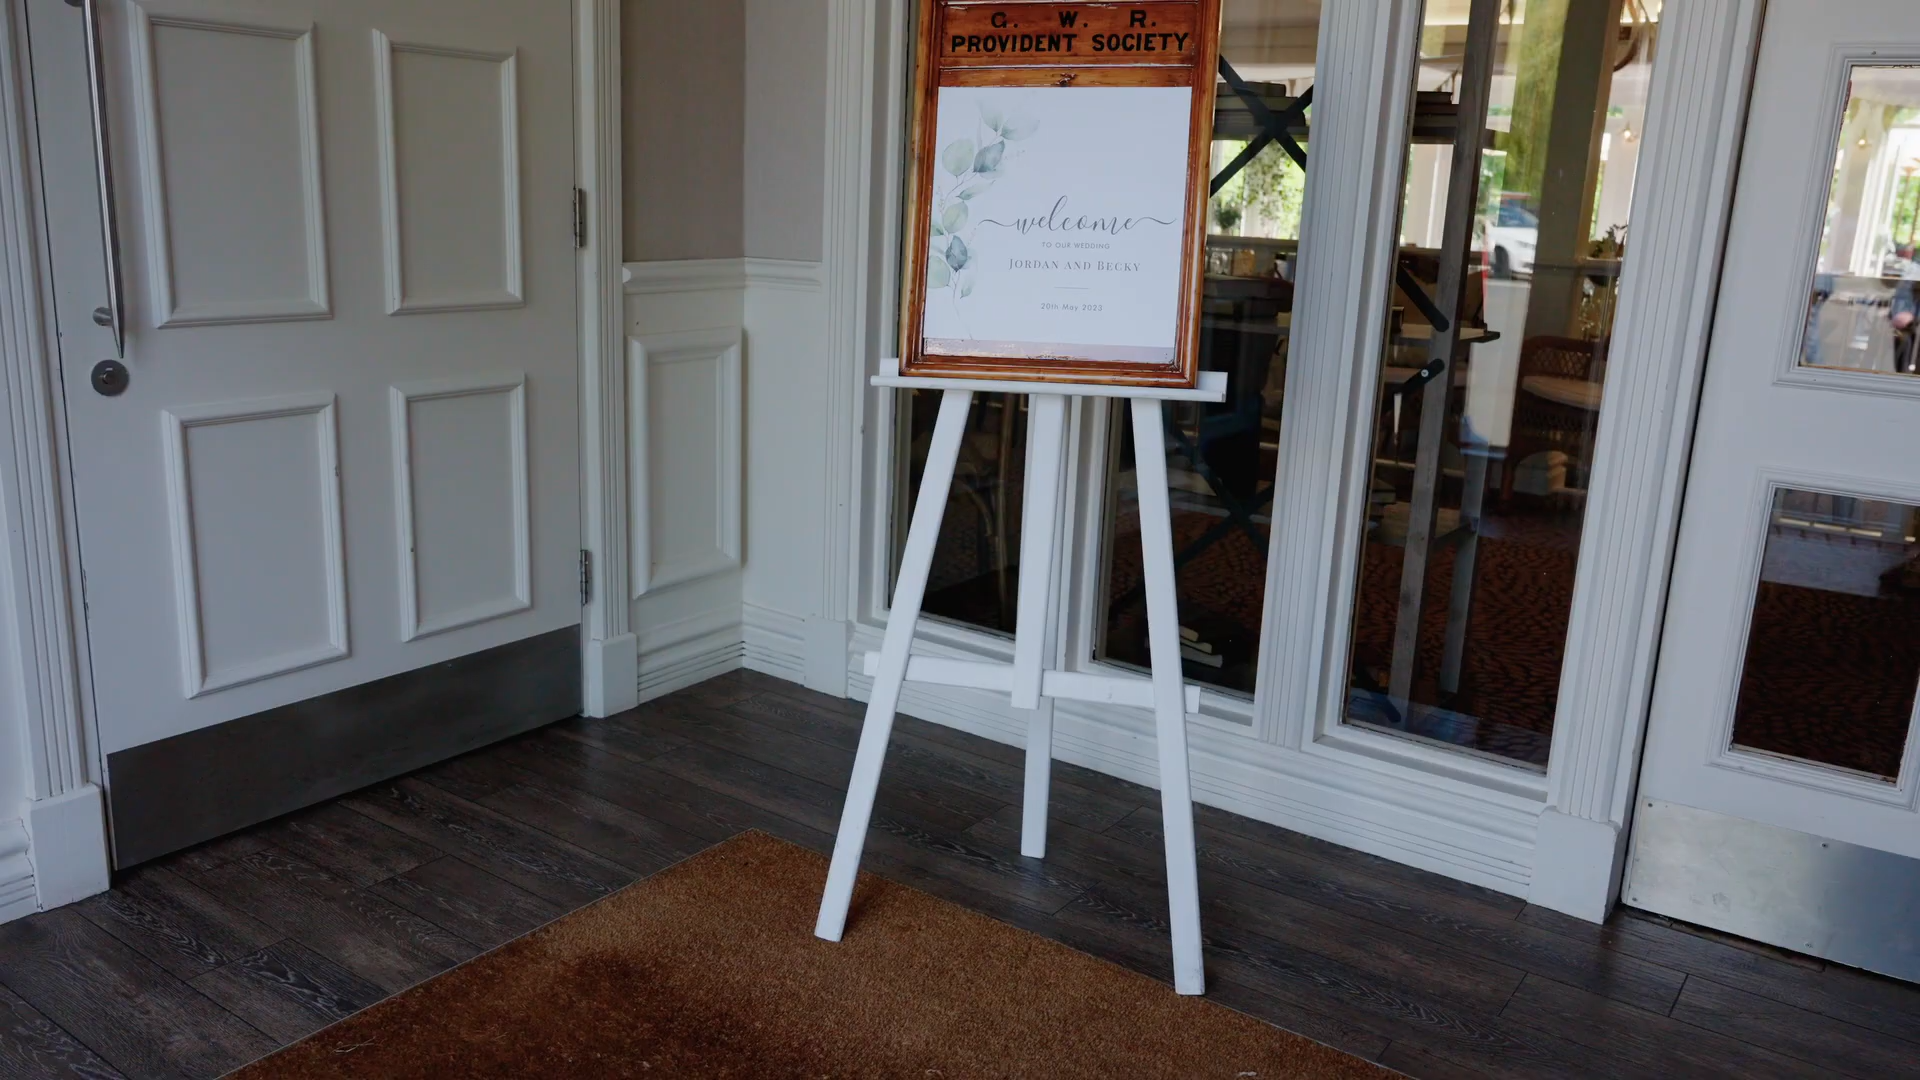 G. W. R.
PROVIDENT SOCIETY
welcome
TO OUR WEDDING
JORDAN AND BECKY
20th May 2023